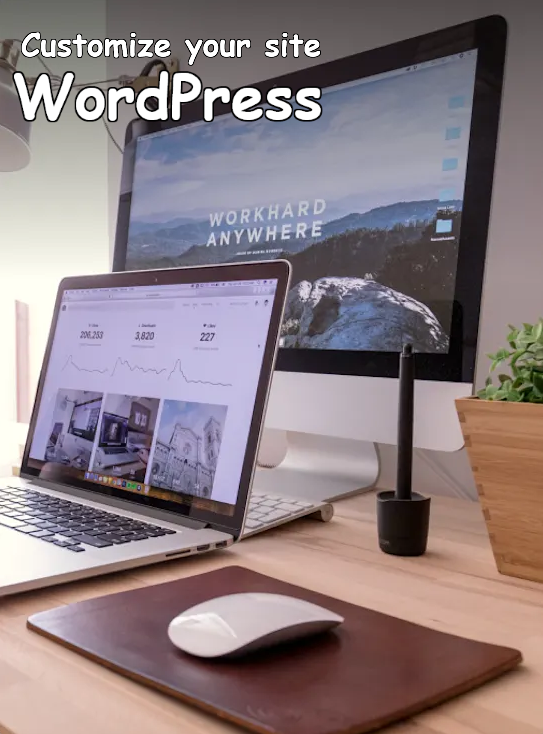 Customize your site
WordPress
WORKHARD
ANYWHERE
206,253
3,820
227